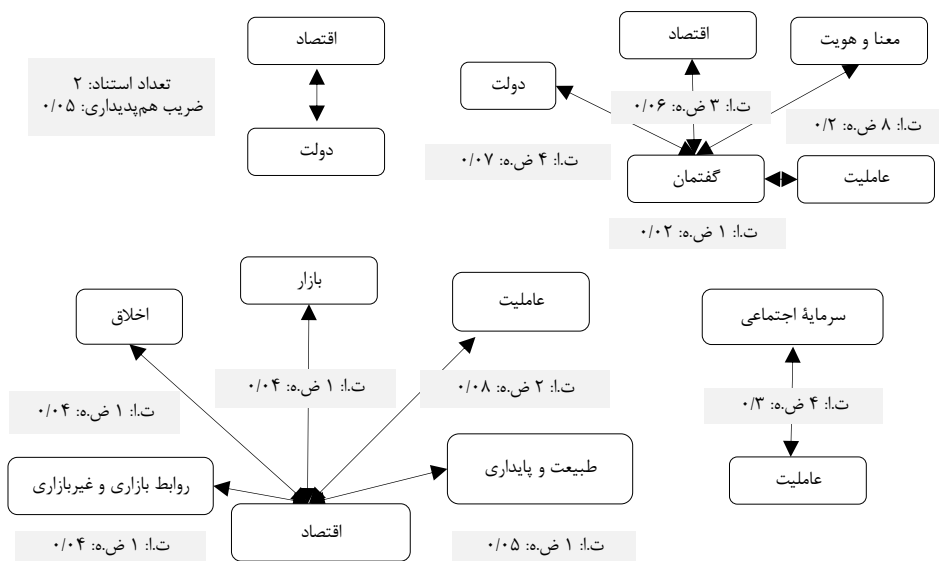 اقتصاد
تعداد استناد: ۲
ضریب هم‌پدیداری: ۰/۰۵
دولت
معنا و هویت
اقتصاد
دولت
ت.ا: ۳ ض.ه: ۰/۰۶
ت.ا: ۸ ض.ه: ۰/۲
ت.ا: ۴ ض.ه: ۰/۰۷
گفتمان
عاملیت
ت.ا: ۱ ض.ه: ۰/۰۲
بازار
عاملیت
اخلاق
ت.ا: ۱ ض.ه: ۰/۰۴
ت.ا: ۲ ض.ه: ۰/۰۸
ت.ا: ۱ ض.ه: ۰/۰۴
طبیعت و پایداری
روابط بازاری و غیربازاری
اقتصاد
ت.ا: ۱ ض.ه: ۰/۰۵
ت.ا: ۱ ض.ه: ۰/۰۴
سرمایهٔ اجتماعی
ت.ا: ۴ ض.ه: ۰/۳
عاملیت